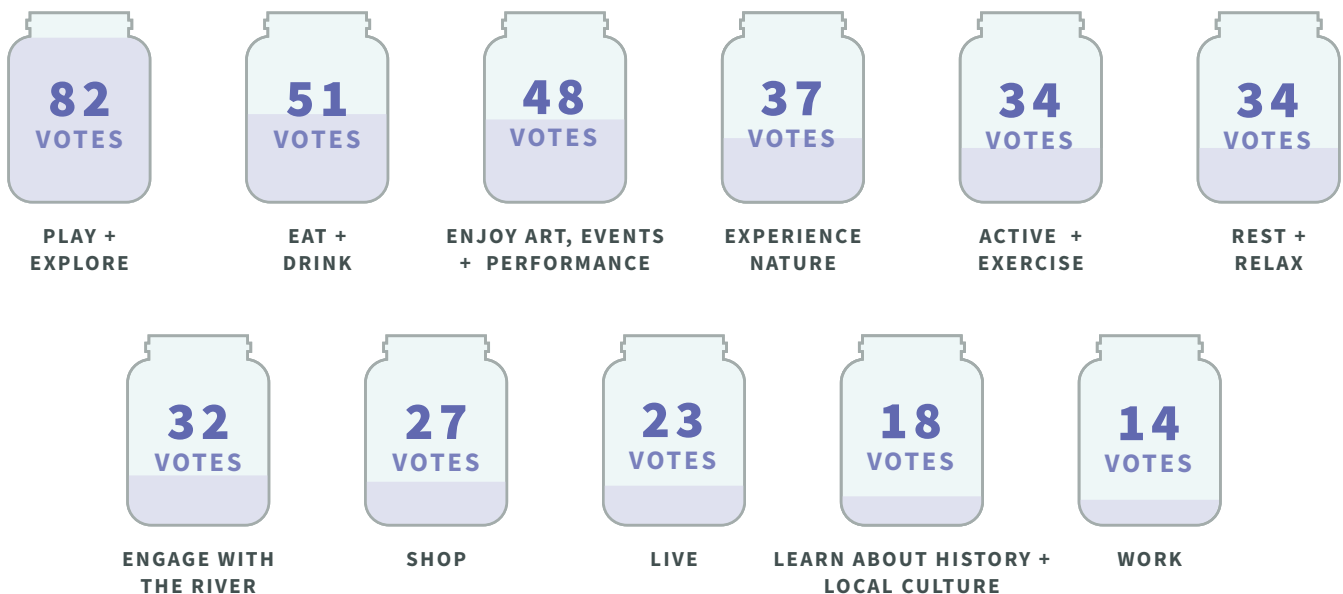 82
VOTES
PLAY +
EXPLORE
51
VOTES
EAT +
DRINK
48
VOTES
ENJOY ART, EVENTS
+ PERFORMANCE
37
VOTES
EXPERIENCE
NATURE
34
VOTES
ACTIVE +
EXERCISE
34
VOTES
REST +
RELAX
32
VOTES
ENGAGE WITH
THE RIVER
27
VOTES
SHOP
23
VOTES
LIVE
18
VOTES
LEARN ABOUT HISTORY +
LOCAL CULTURE
14
VOTES
WORK